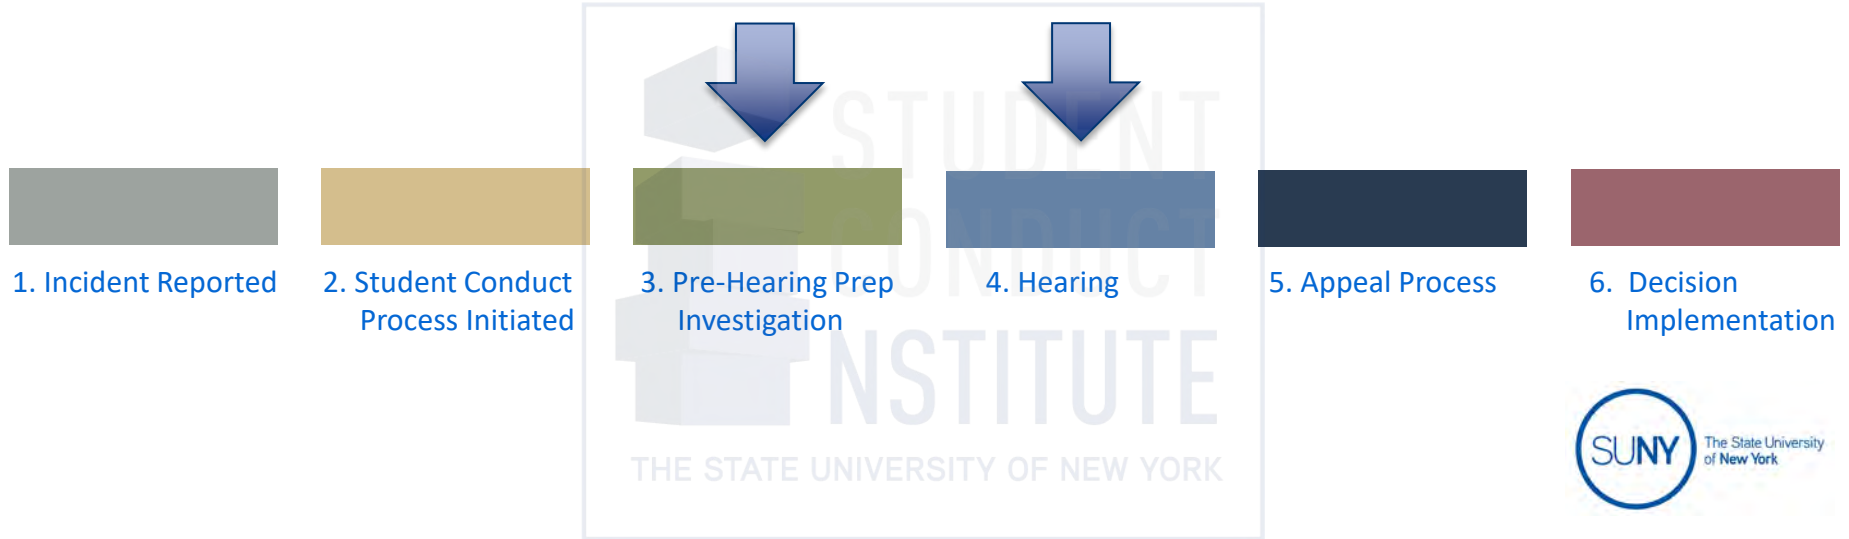 STUDENT
CONDUCT
INSTITUTE
THE STATE UNIVERSITY OF NEW YORK
1. Incident Reported
2. Student Conduct
Process Initiated
3. Pre-Hearing Prep
Investigation
4. Hearing
5. Appeal Process
6. Decision
Implementation
SUNY
The State University
of New York